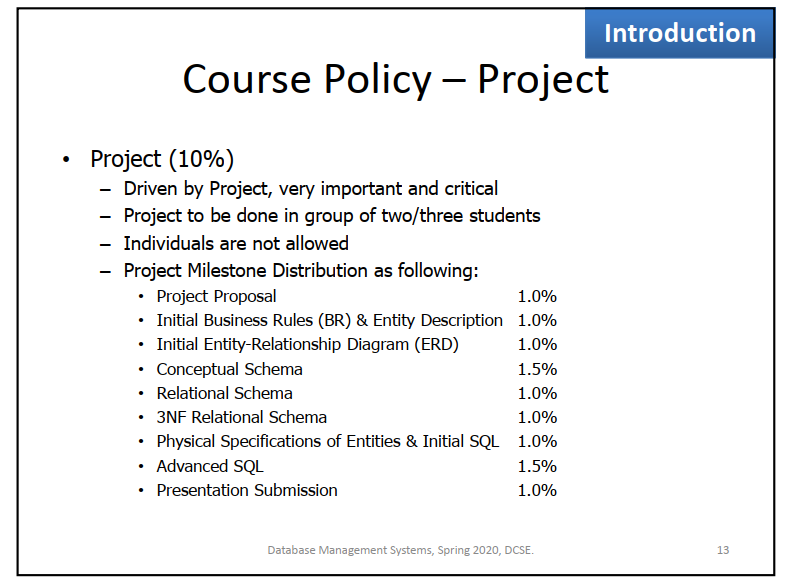 Introduction
Course Policy – Project
• Project (10%)
– Driven by Project, very important and critical
– Project to be done in group of two/three students
– Individuals are not allowed
– Project Milestone Distribution as following:
• Project Proposal 1.0%
• Initial Business Rules (BR) & Entity Description 1.0%
• Initial Entity-Relationship Diagram (ERD) 1.0%
• Conceptual Schema 1.5%
• Relational Schema 1.0%
• 3NF Relational Schema 1.0%
• Physical Specifications of Entities & Initial SQL 1.0%
• Advanced SQL 1.5%
• Presentation Submission 1.0%
Database Management Systems, Spring 2020, DCSE. 13